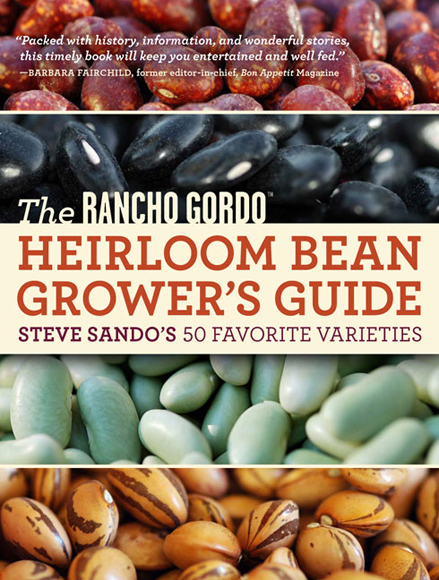 “Packed with history, information, and wonderful stories,
this timely book will keep you entertained and well fed.”
—BARBARA FAIRCHILD, former editor-in-chief, Bon Appetit Magazine
The RANCHO GORDO™
HEIRLOOM BEAN
GROWER’S GUIDE
STEVE SANDO’S 50 FAVORITE VARIETIES